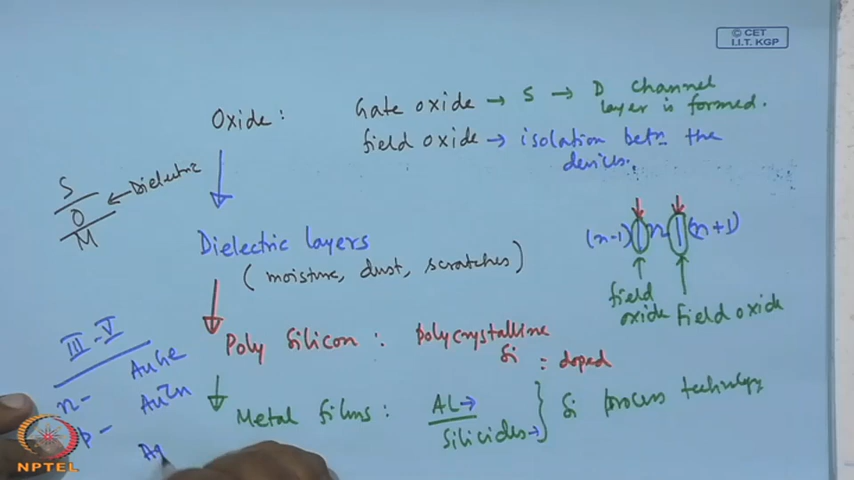 © CET
I.I.T. KGP
Oxide :
Gate oxide → S → D channel
layer is formed.
field oxide → isolation betn the
devices.
S
O ← Dielectric
M
Dielectric layers
( moisture, dust, scratches )
(n-1) n (n+1)
field
oxide
Field oxide
Poly Silicon : Polycrystalline
Si : doped
Metal films : AL →
Silicides →
Si process technology
III - V
n - AuGe
p - AuZn
NPTEL